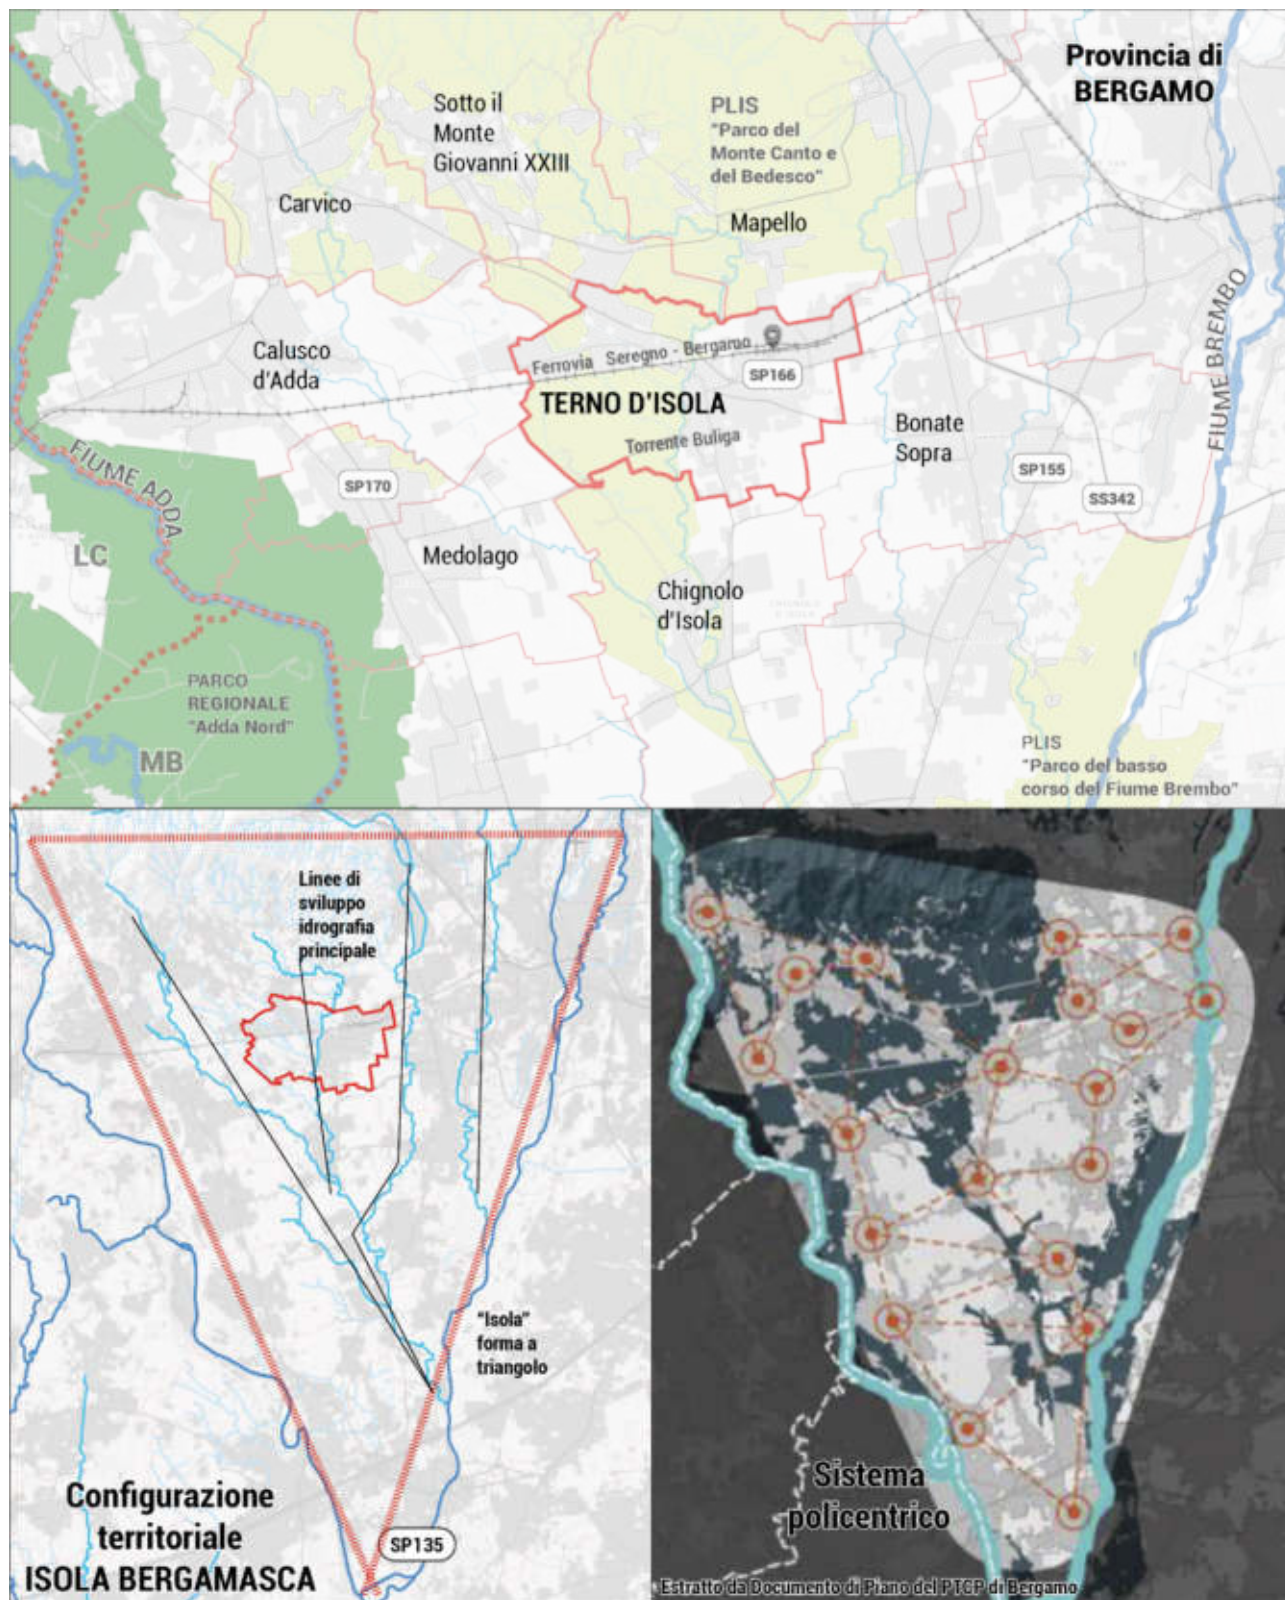 Provincia di
BERGAMO
Sotto il
Monte
Giovanni XXIII
PLIS
"Parco del
Monte Canto e
del Bedesco"
Carvico
Mapello
FIUME BREMBO
Calusco
d'Adda
Ferrovia Seregno - Bergamo
SP166
TERNO D'ISOLA
Torrente Buliga
Bonate
Sopra
SP155
SP170
SS342
FIUME ADDA
LC
Medolago
Chignolo
d'Isola
PARCO
REGIONALE
"Adda Nord"
MB
PLIS
"Parco del basso
corso del Fiume Brembo"
Linee di
sviluppo
idrografia
principale
"Isola"
forma a
triangolo
Configurazione
territoriale
ISOLA BERGAMASCA
SP135
Sistema
policentrico
Estratto da Documento di Piano del PTCP di Bergamo